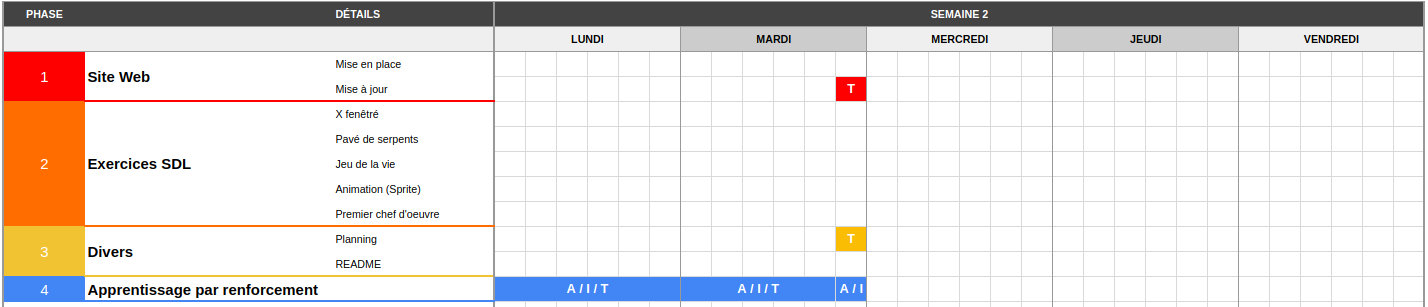 PHASE DÉTAILS SEMAINE 2
LUNDI MARDI MERCREDI JEUDI VENDREDI
1 Site Web
Mise en place
Mise à jour T
2 Exercices SDL
X fenêtré
Pavé de serpents
Jeu de la vie
Animation (Sprite)
Premier chef d'oeuvre
3 Divers
Planning T
README
4 Apprentissage par renforcement A / I / T A / I / T A / I